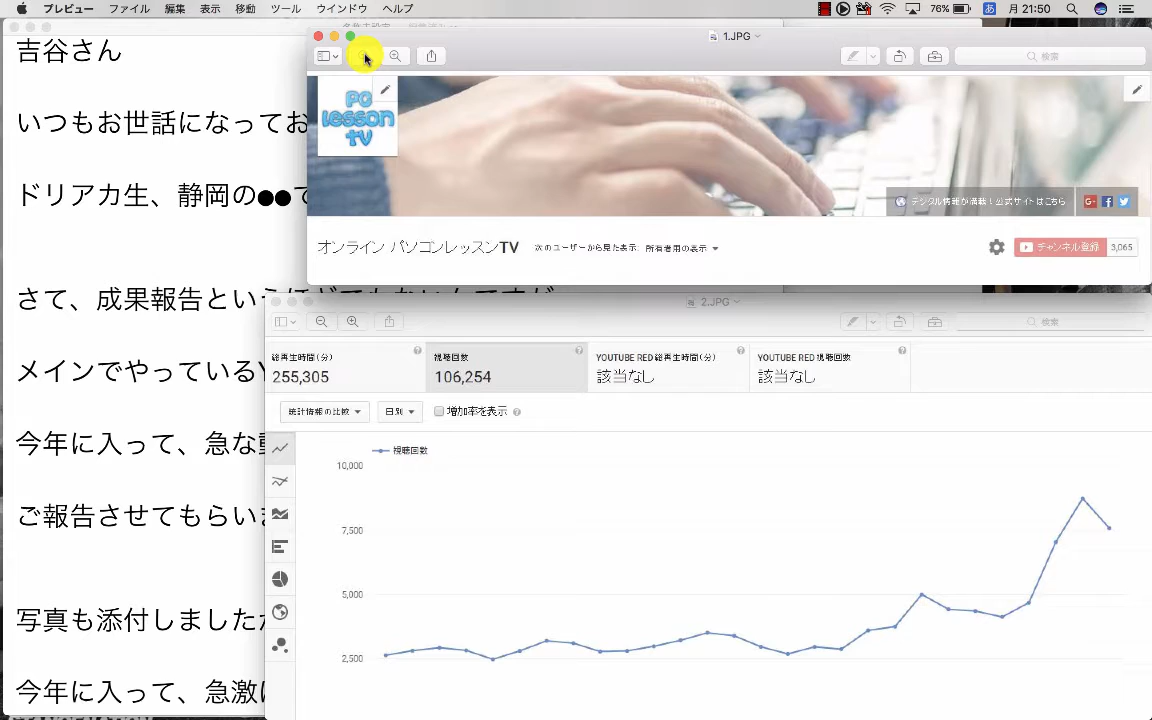 プレビュー ファイル 編集 表示 移動 ツール ウインドウ ヘルプ
76% あ 月 21:50
吉谷さん
いつもお世話になってお
ドリアカ生、静岡の●●で
さて、成果報告というほどでもないんですが
メインでやっているY
今年に入って、急な動
ご報告させてもらいま
写真も添付しましたが
今年に入って、急激に
1.JPG
検索
PC
lesson
TV
デジタル情報が満載！公式サイトはこちら
G+ f
オンライン パソコンレッスンTV 次のユーザーから見た表示: 所有者用の表示
チャンネル登録 3,065
2.JPG
検索
総再生時間(分)
255,305
視聴回数
106,254
YOUTUBE RED 総再生時間(分)
該当なし
YOUTUBE RED 視聴回数
該当なし
統計情報の比較 日別 増加率を表示
視聴回数
10,000
7,500
5,000
2,500